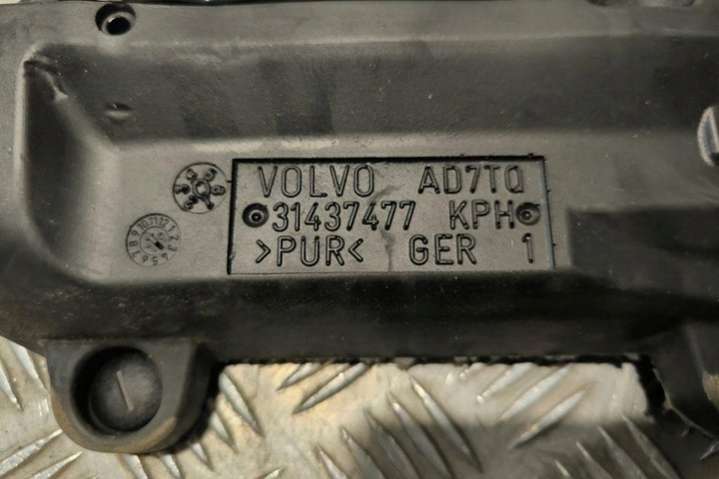 VOLVO AD7TQ
31437477 KPH
>PUR< GER 1